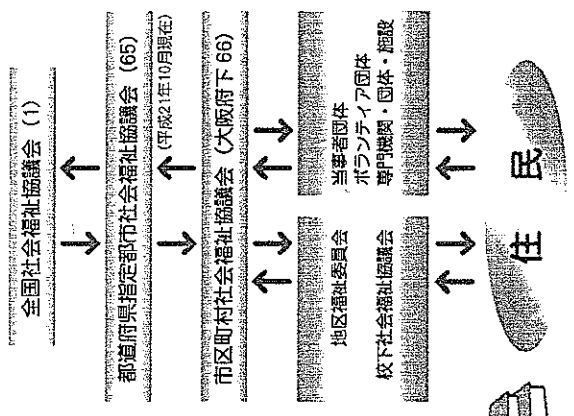 全国社会福祉協議会 (1)
都道府県指定都市社会福祉協議会 (65)
(平成21年10月現在)
市区町村社会福祉協議会 (大阪府下 66)
地区福祉委員会
校下社会福祉協議会
当事者団体
ボランティア団体
専門機関・団体・施設
住民